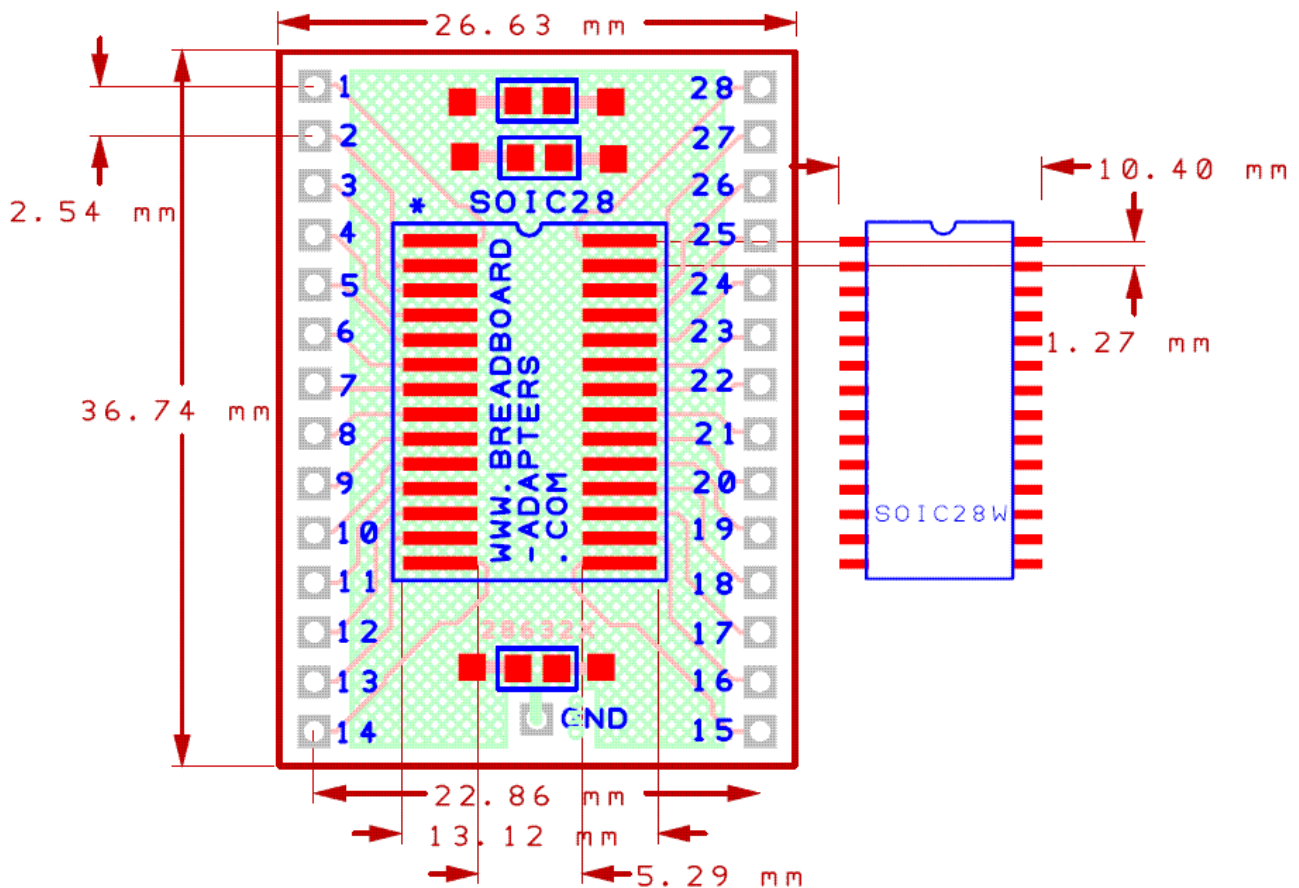 26.63 mm
1
28
2
27
2.54 mm
3
26
10.40 mm
* SOIC28
4
25
5
24
6
23
1.27 mm
7
22
36.74 mm
8
21
9
20
10
19
11
18
12
17
13
16
14
15
WWW.BREADBOARD
-ADAPTERS
.COM
SOIC28W
28632X
GND
22.86 mm
13.12 mm
5.29 mm